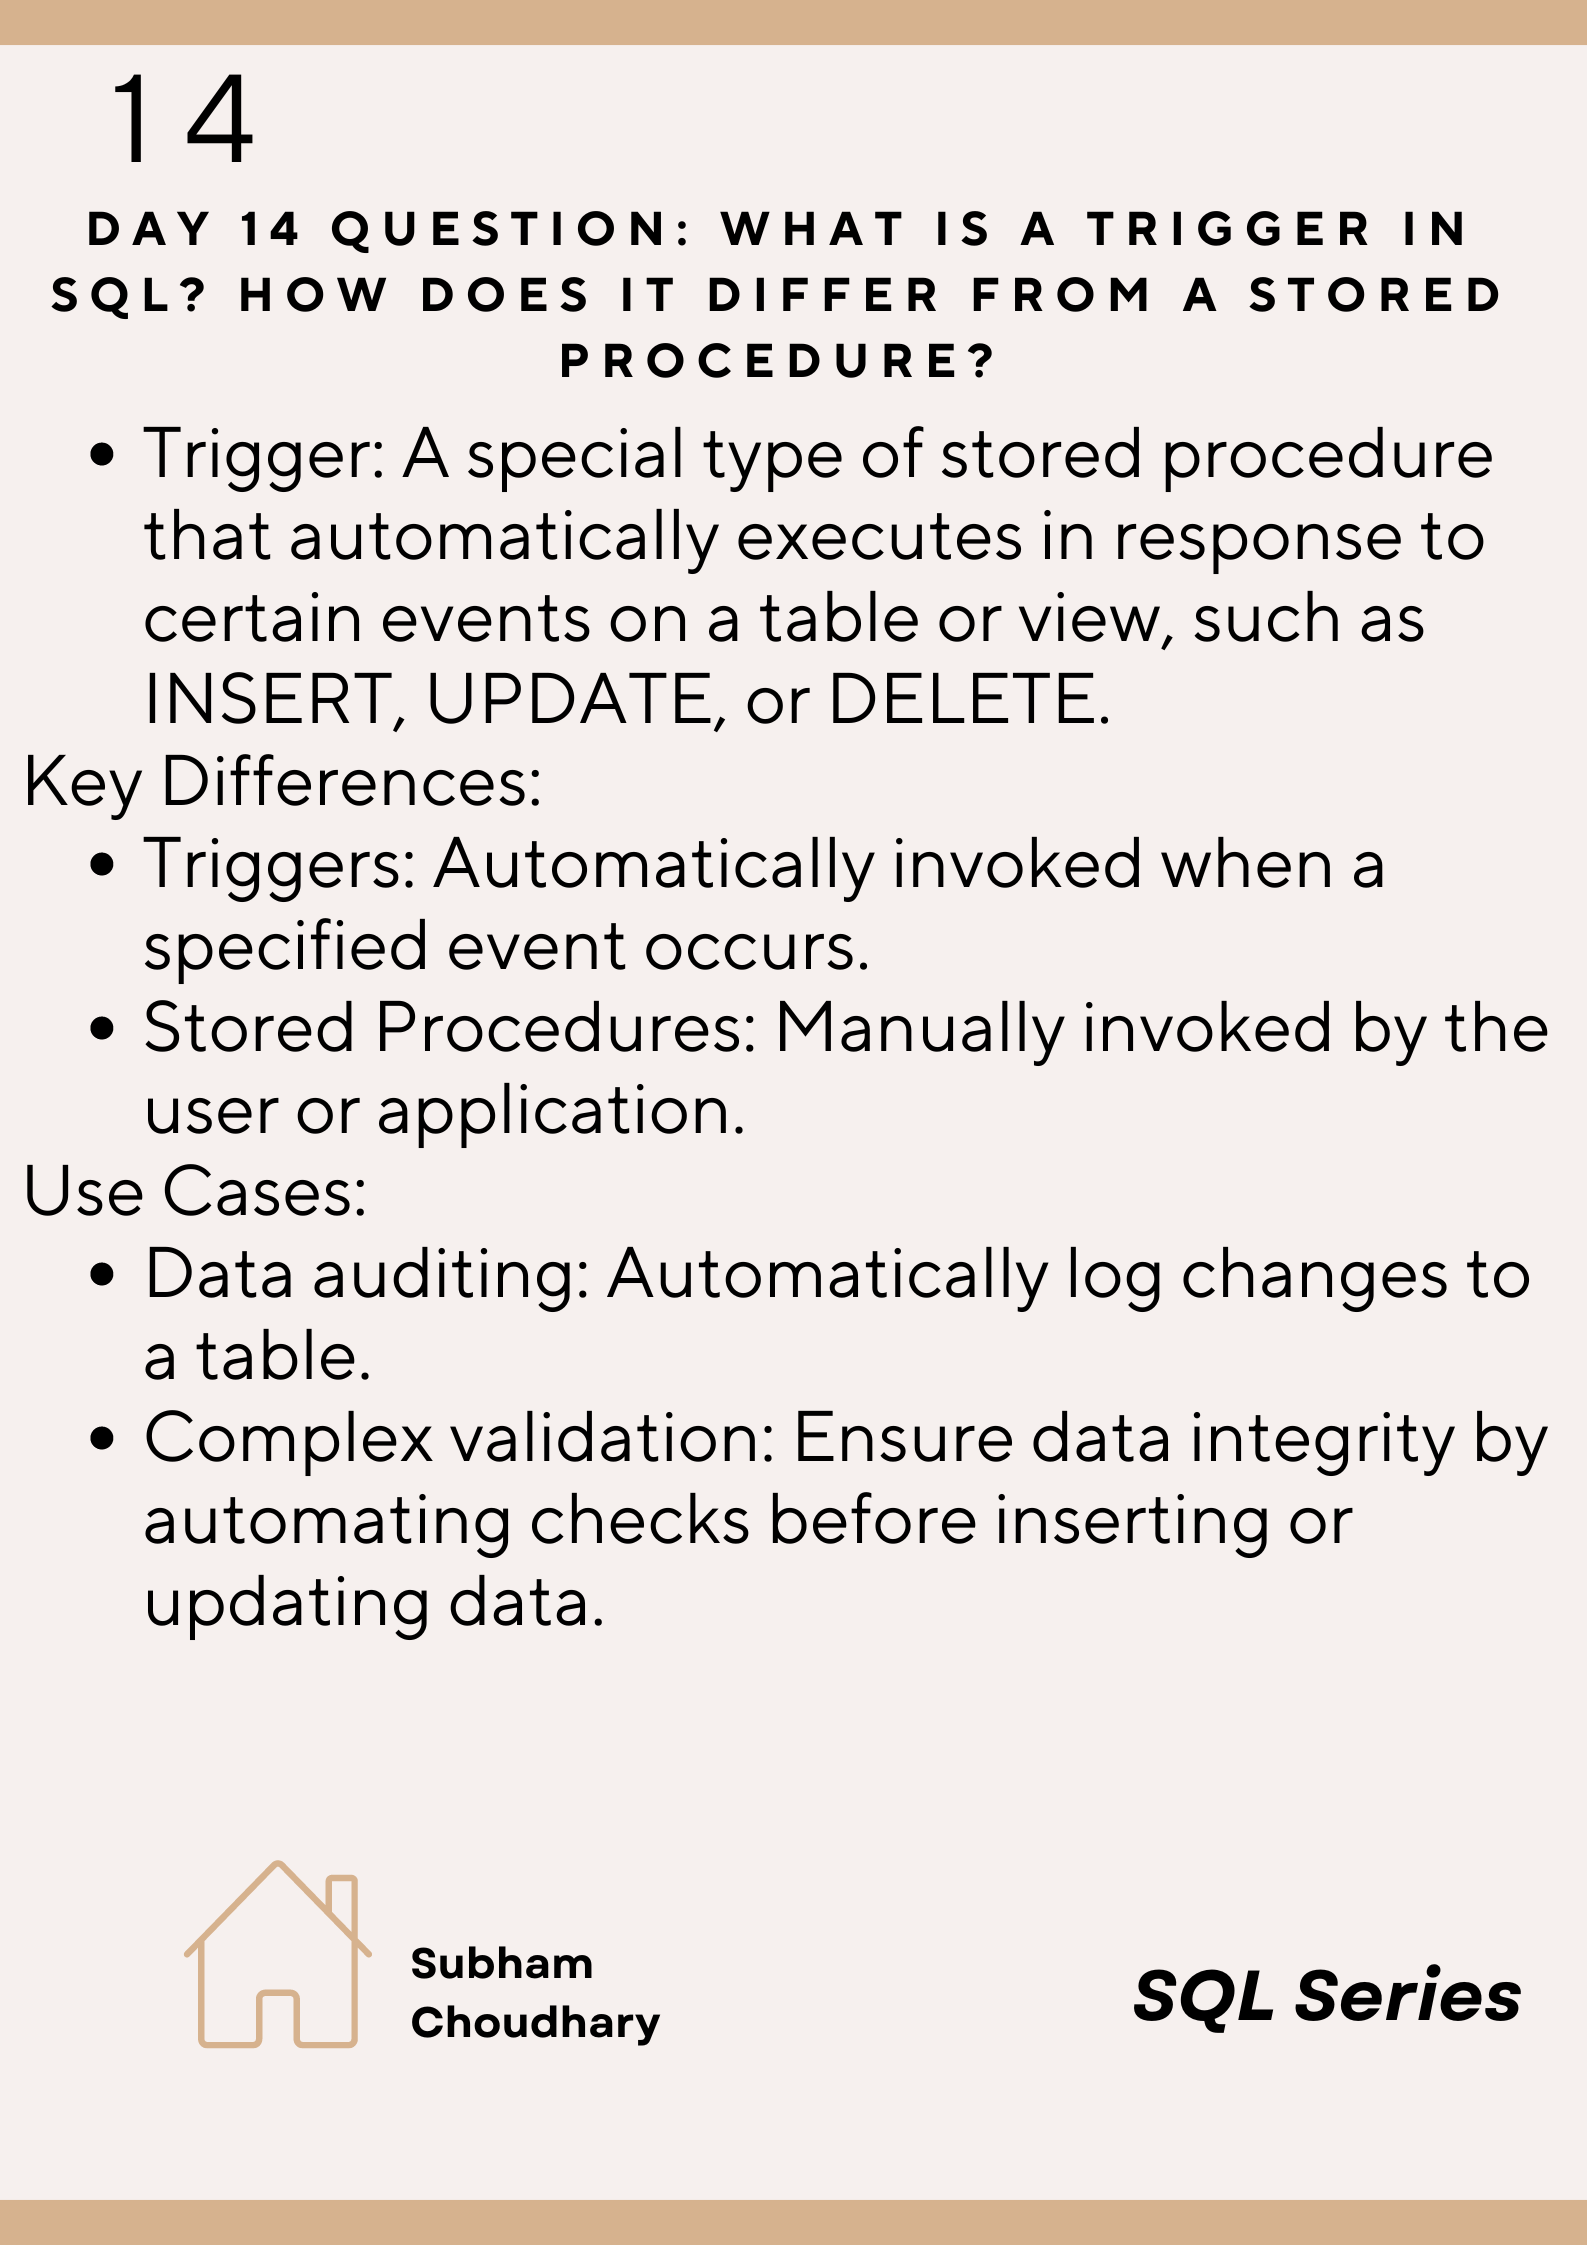 14
DAY 14 QUESTION: WHAT IS A TRIGGER IN
SQL? HOW DOES IT DIFFER FROM A STORED
PROCEDURE?
• Trigger: A special type of stored procedure
that automatically executes in response to
certain events on a table or view, such as
INSERT, UPDATE, or DELETE.
Key Differences:
• Triggers: Automatically invoked when a
specified event occurs.
• Stored Procedures: Manually invoked by the
user or application.
Use Cases:
• Data auditing: Automatically log changes to
a table.
• Complex validation: Ensure data integrity by
automating checks before inserting or
updating data.
Subham
Choudhary
SQL Series